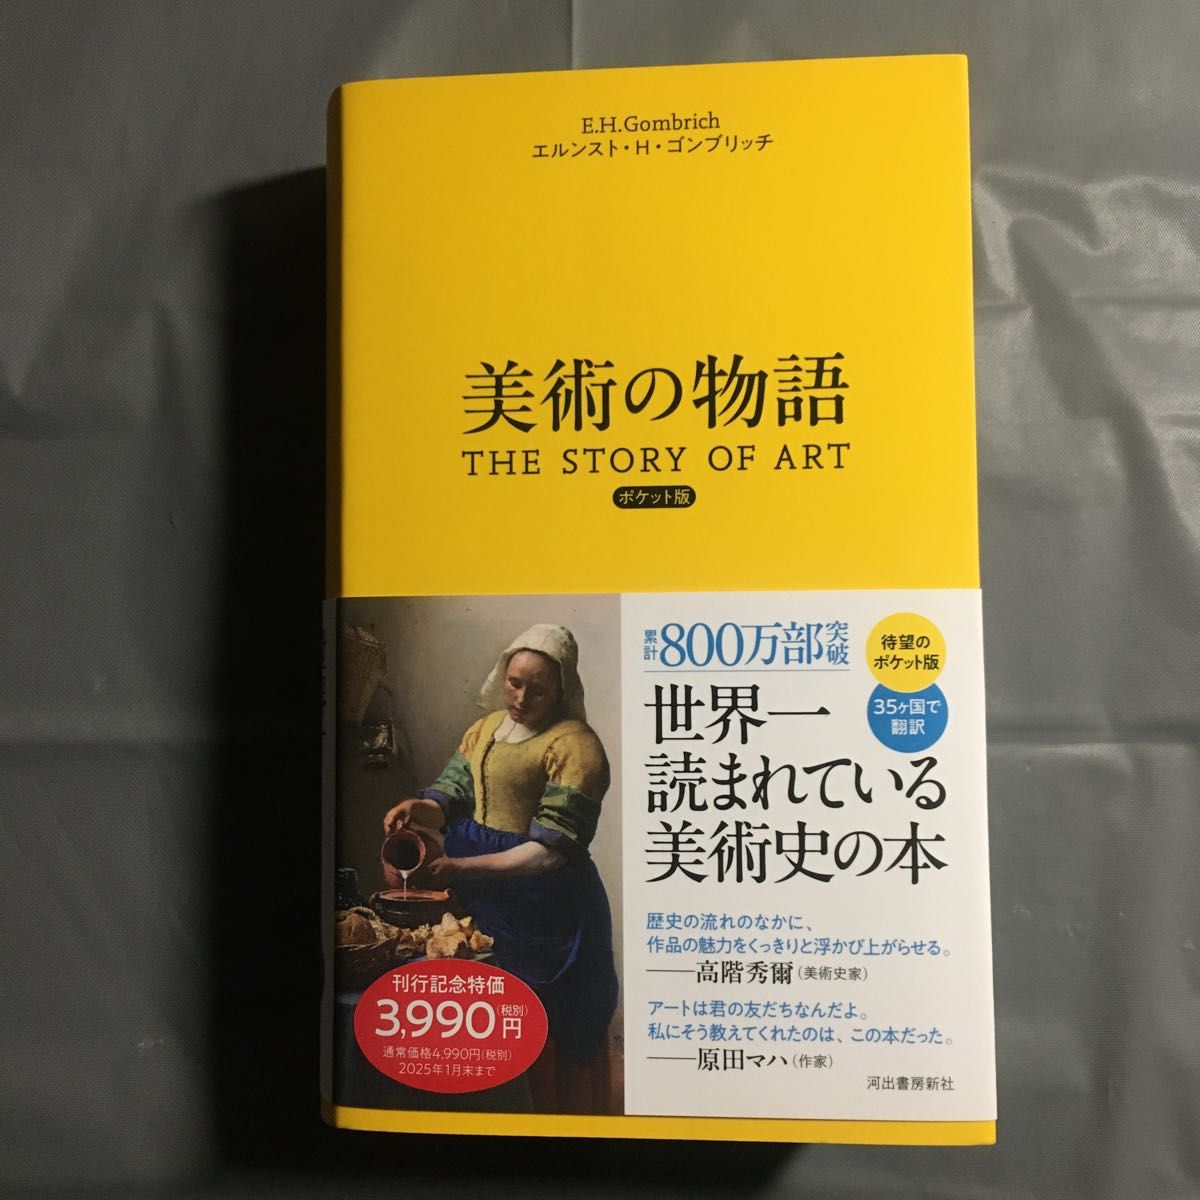 E.H.Gombrich
エルンスト・H・ゴンブリッチ
美術の物語
THE STORY OF ART
ポケット版
累計800万部突破
待望の
ポケット版
35ヶ国で
翻訳
世界一
読まれている
美術史の本
歴史の流れのなかに、
作品の魅力をくっきりと浮かび上がらせる。
——高階秀爾(美術史家)
アートは君の友だちなんだよ。
私にそう教えてくれたのは、この本だった。
——原田マハ(作家)
河出書房新社
刊行記念特価
3,990円(税別)
通常価格4,990円(税別)
2025年1月末まで